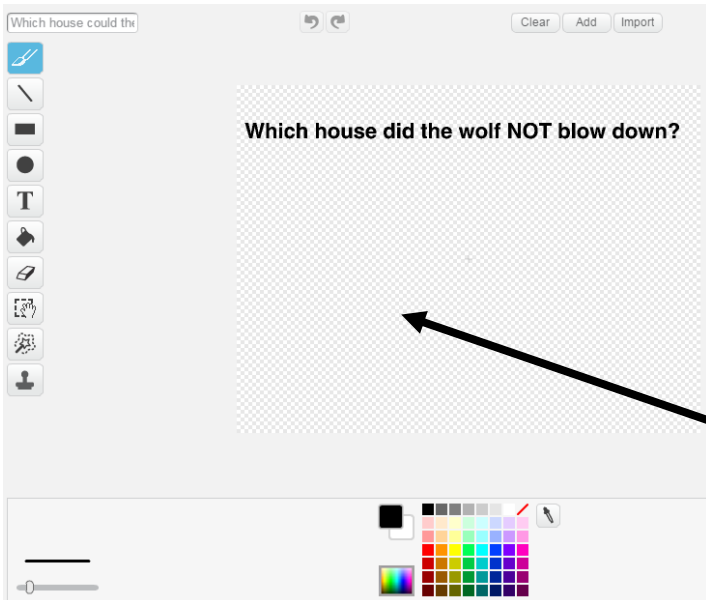 Which house could the
Clear Add Import
Which house did the wolf NOT blow down?
T